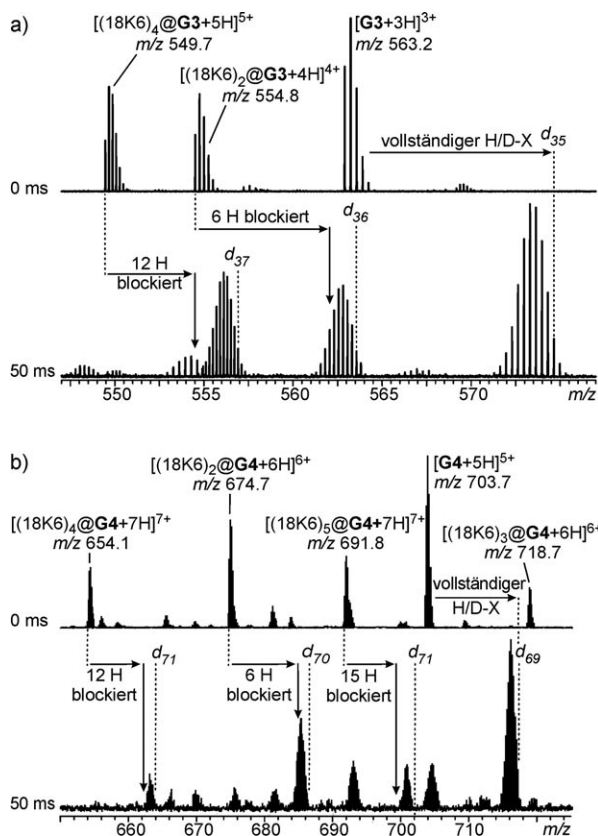 a)
[(18K6)₄@G3+5H]⁵⁺
m/z 549.7
[G3+3H]³⁺
m/z 563.2
[(18K6)₂@G3+4H]⁴⁺
m/z 554.8
vollständiger H/D-X
d₃₅
0 ms
6 H blockiert
d₃₆
12 H
blockiert
d₃₇
50 ms
550
555
560
565
570
m/z
b)
[(18K6)₂@G4+6H]⁶⁺
m/z 674.7
[G4+5H]⁵⁺
m/z 703.7
[(18K6)₄@G4+7H]⁷⁺
m/z 654.1
[(18K6)₅@G4+7H]⁷⁺
m/z 691.8
[(18K6)₃@G4+6H]⁶⁺
m/z 718.7
vollständiger
H/D-X
0 ms
12 H
blockiert
d₇₁
6 H
blockiert
d₇₀
15 H
blockiert
d₇₁
d₆₉
50 ms
660
670
680
690
700
710
m/z